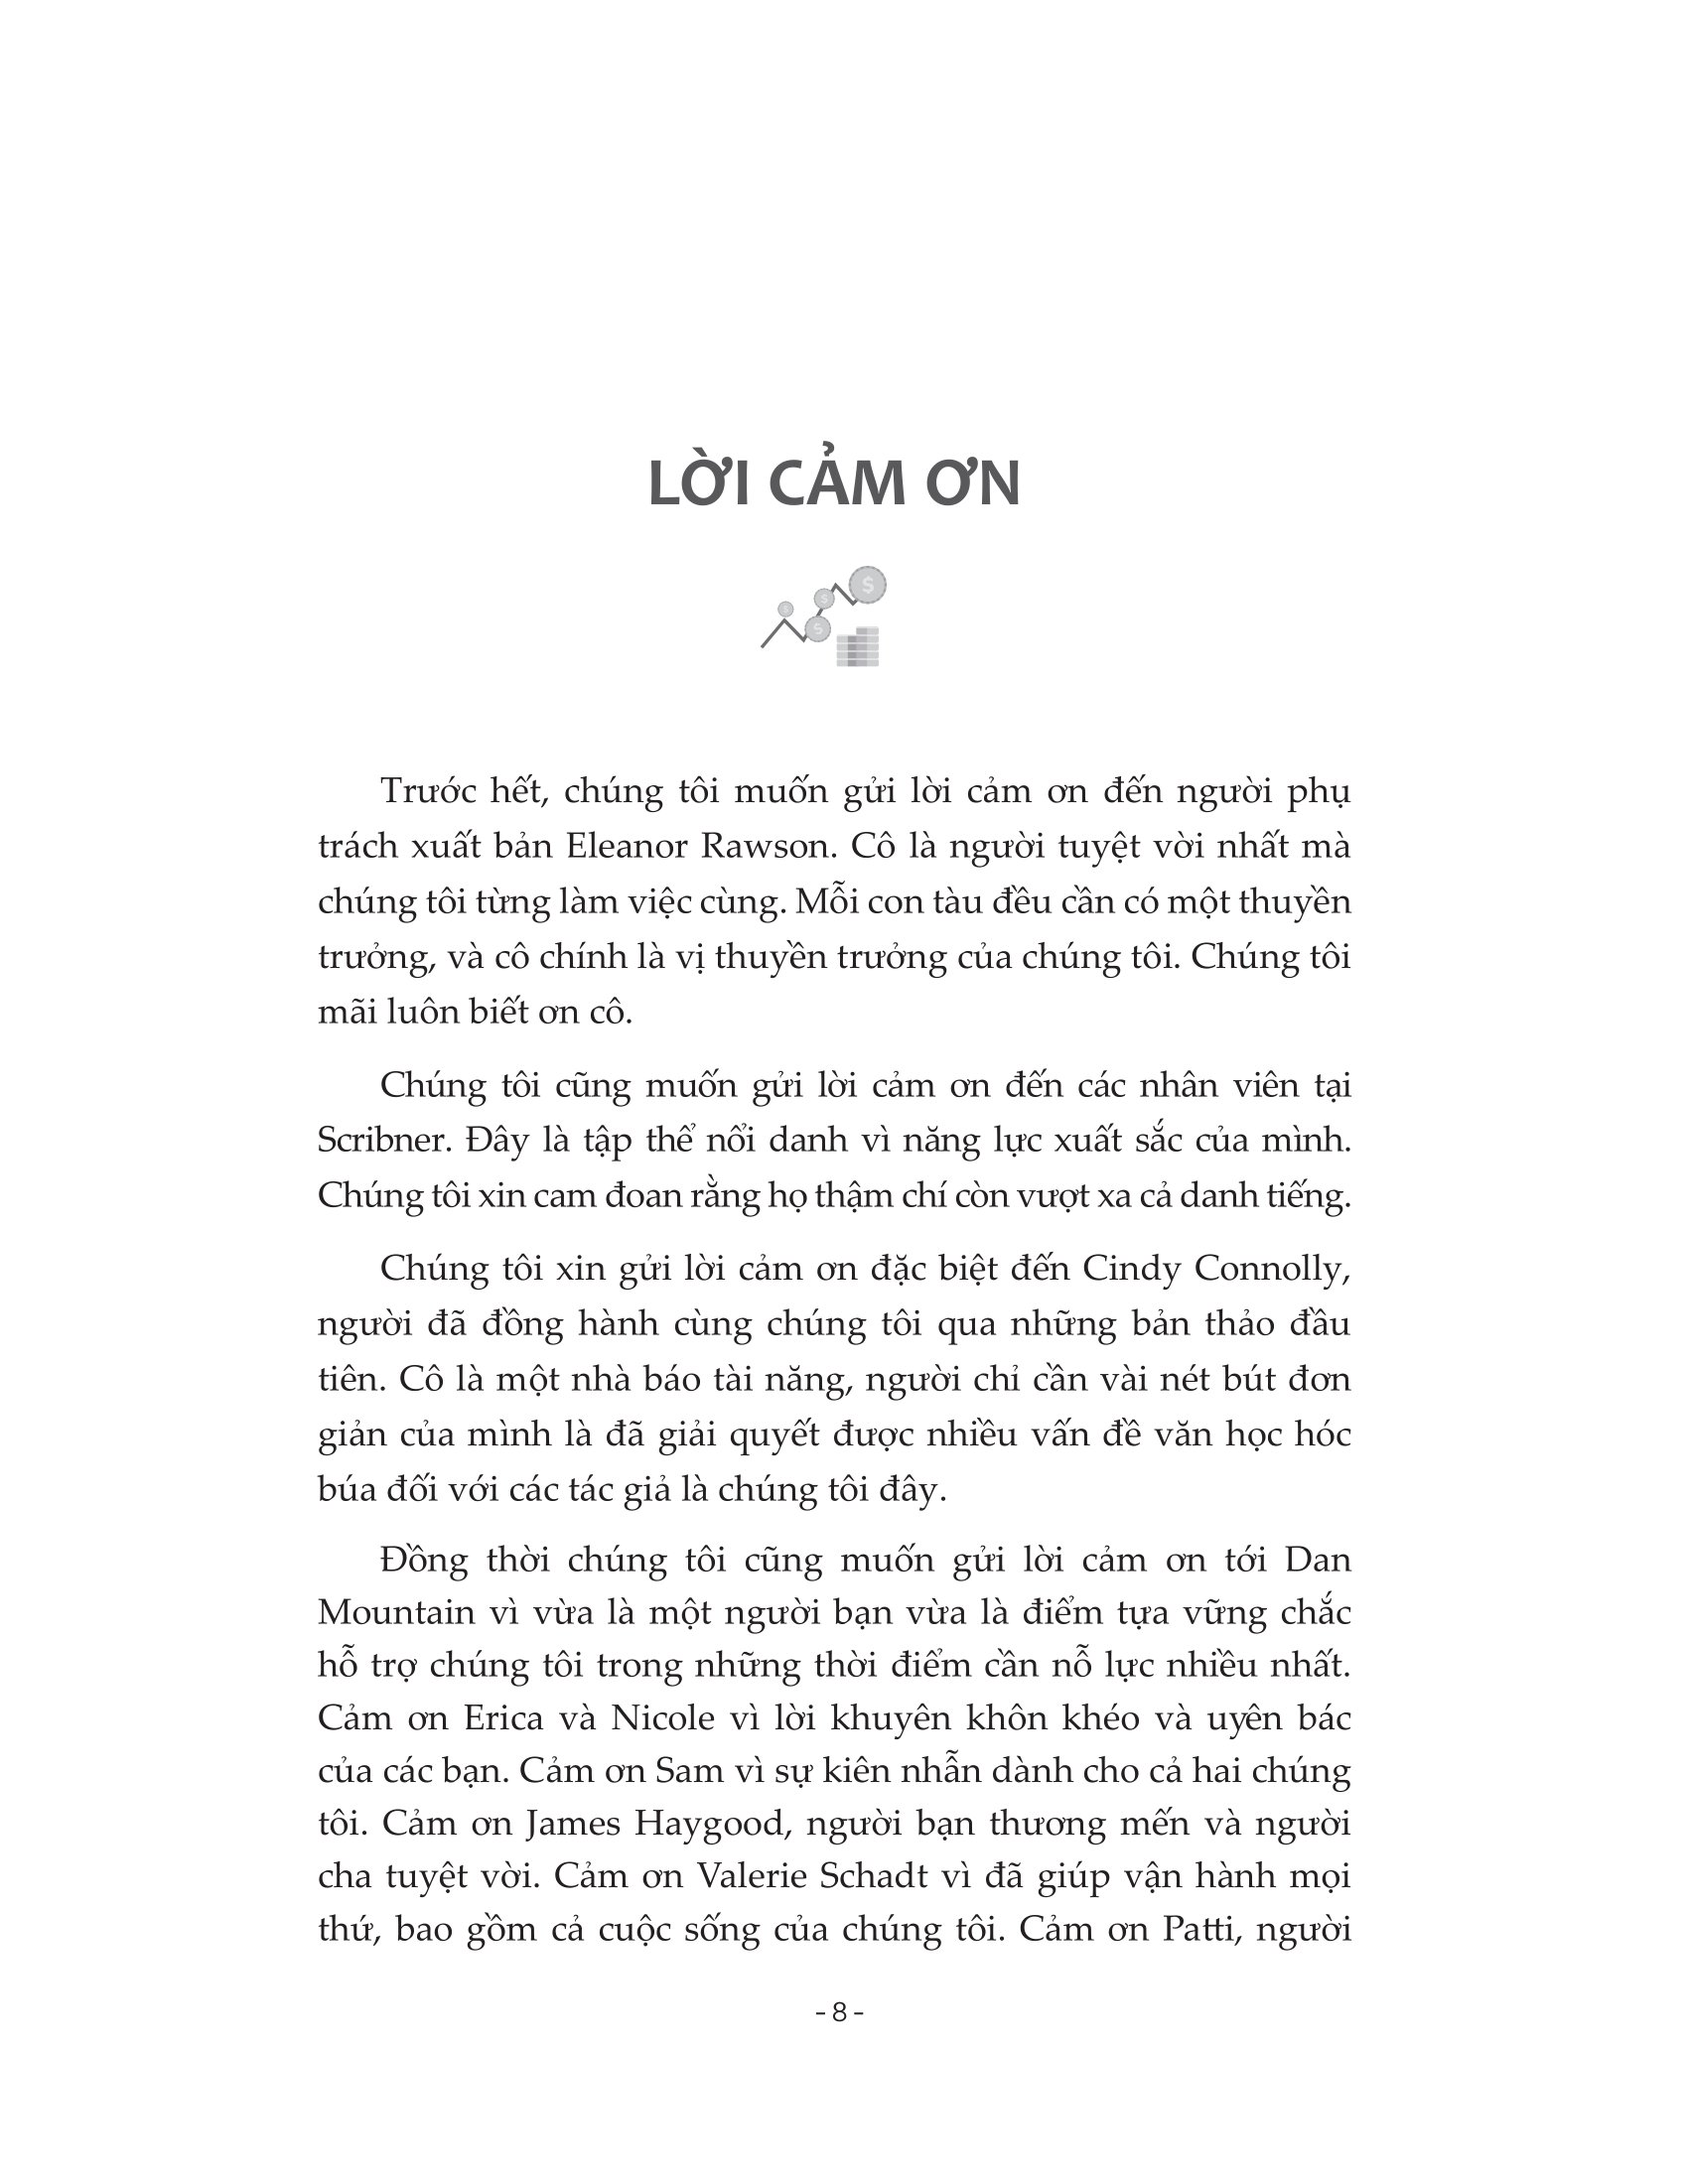 LỜI CẢM ƠN
Trước hết, chúng tôi muốn gửi lời cảm ơn đến người phụ
trách xuất bản Eleanor Rawson. Cô là người tuyệt vời nhất mà
chúng tôi từng làm việc cùng. Mỗi con tàu đều cần có một thuyền
trưởng, và cô chính là vị thuyền trưởng của chúng tôi. Chúng tôi
mãi luôn biết ơn cô.
Chúng tôi cũng muốn gửi lời cảm ơn đến các nhân viên tại
Scribner. Đây là tập thể nổi danh vì năng lực xuất sắc của mình.
Chúng tôi xin cam đoan rằng họ thậm chí còn vượt xa cả danh tiếng.
Chúng tôi xin gửi lời cảm ơn đặc biệt đến Cindy Connolly,
người đã đồng hành cùng chúng tôi qua những bản thảo đầu
tiên. Cô là một nhà báo tài năng, người chỉ cần vài nét bút đơn
giản của mình là đã giải quyết được nhiều vấn đề văn học hóc
búa đối với các tác giả là chúng tôi đây.
Đồng thời chúng tôi cũng muốn gửi lời cảm ơn tới Dan
Mountain vì vừa là một người bạn vừa là điểm tựa vững chắc
hỗ trợ chúng tôi trong những thời điểm cần nỗ lực nhiều nhất.
Cảm ơn Erica và Nicole vì lời khuyên khôn khéo và uyên bác
của các bạn. Cảm ơn Sam vì sự kiên nhẫn dành cho cả hai chúng
tôi. Cảm ơn James Haygood, người bạn thương mến và người
cha tuyệt vời. Cảm ơn Valerie Schadt vì đã giúp vận hành mọi
thứ, bao gồm cả cuộc sống của chúng tôi. Cảm ơn Patti, người
- 8 -